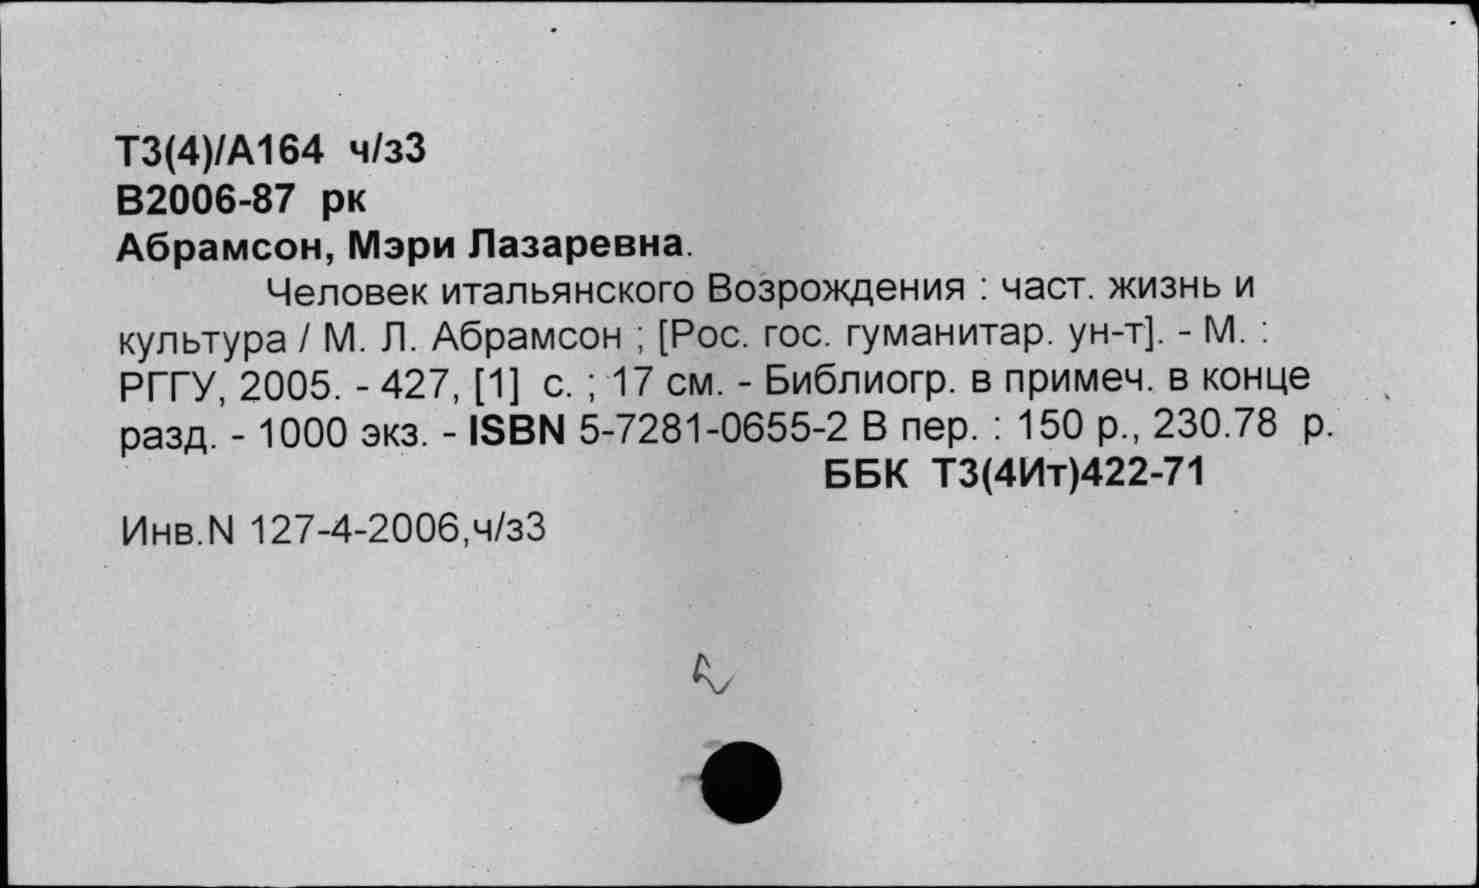 Т3(4)/А164 ч/з3
В2006-87 рк
Абрамсон, Мэри Лазаревна.
Человек итальянского Возрождения : част. жизнь и
культура / М. Л. Абрамсон ; [Рос. гос. гуманитар. ун-т]. - М. :
РГГУ, 2005. - 427, [1] с. ; 17 см. - Библиогр. в примеч. в конце
разд. - 1000 экз. - ISBN 5-7281-0655-2 В пер. : 150 р., 230.78 р.
ББК Т3(4Ит)422-71
Инв.N 127-4-2006,ч/з3